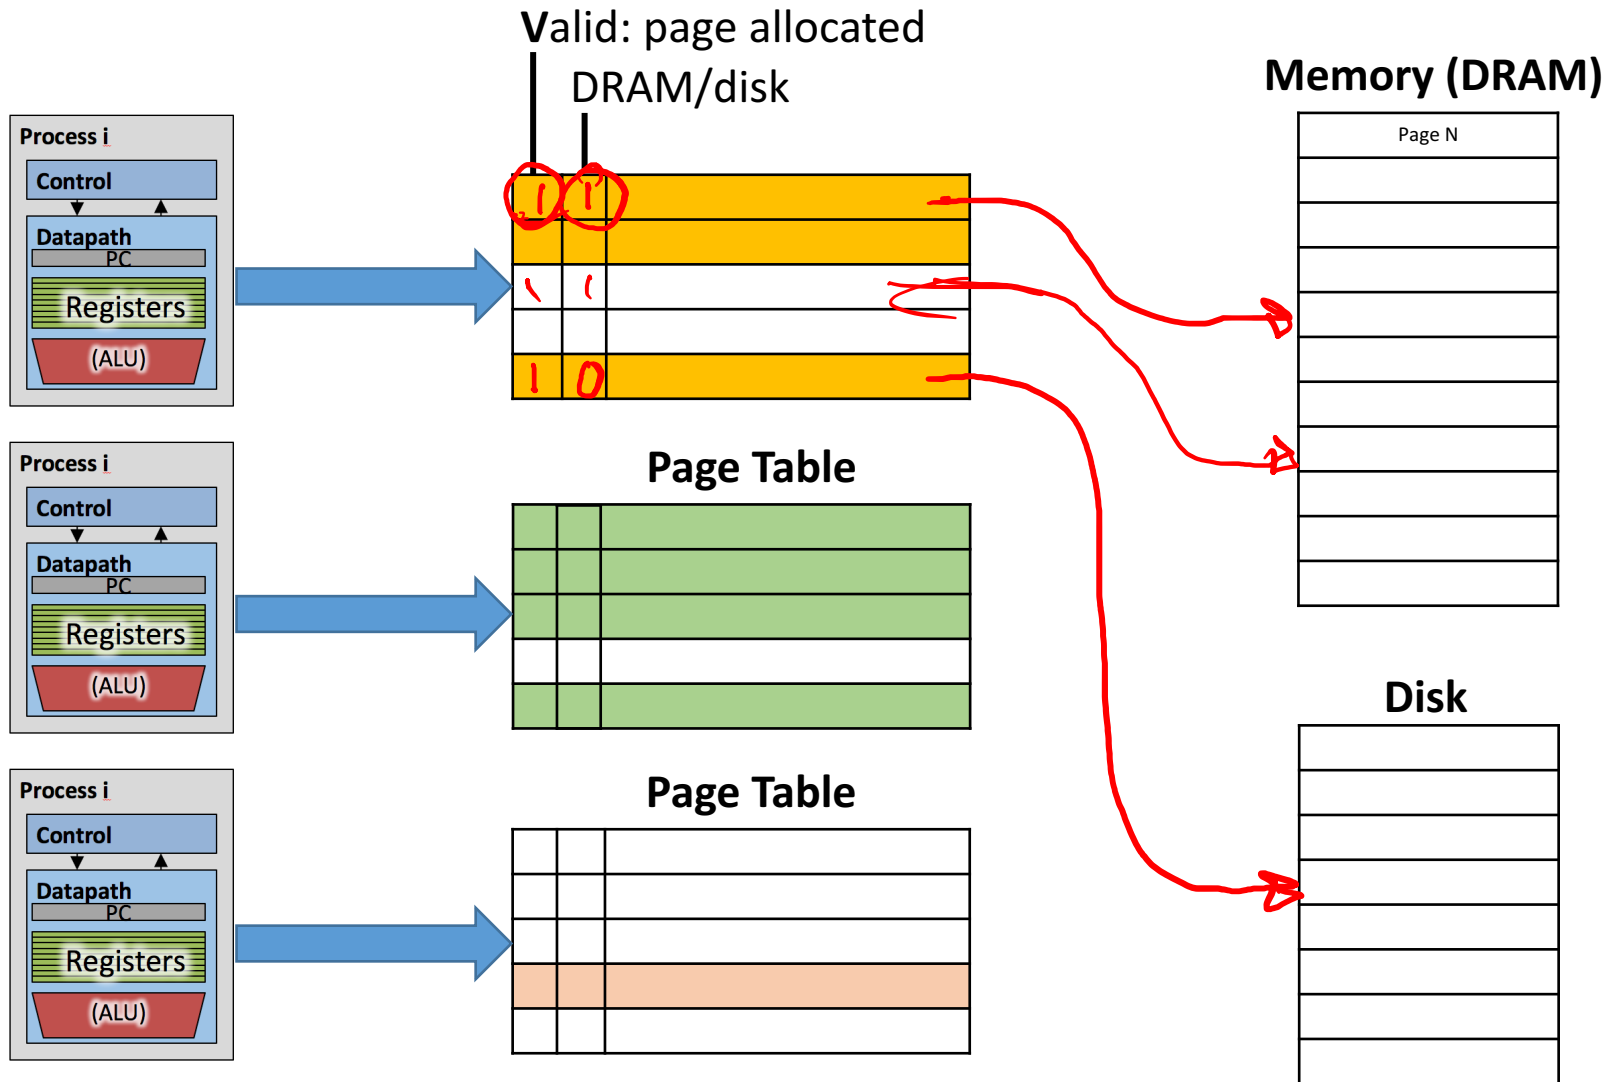 Valid: page allocated
DRAM/disk
Memory (DRAM)
Page N
Process i
Control
Datapath
PC
Registers
(ALU)
1 1
1 1
1 0
Process i
Control
Datapath
PC
Registers
(ALU)
Page Table
Disk
Process i
Control
Datapath
PC
Registers
(ALU)
Page Table